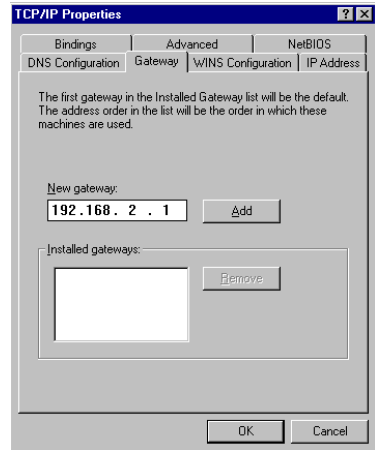 TCP/IP Properties
Bindings Advanced NetBIOS
DNS Configuration Gateway WINS Configuration IP Address
The first gateway in the Installed Gateway list will be the default.
The address order in the list will be the order in which these
machines are used.
New gateway:
192.168. 2 . 1 Add
Installed gateways:
Remove
OK Cancel